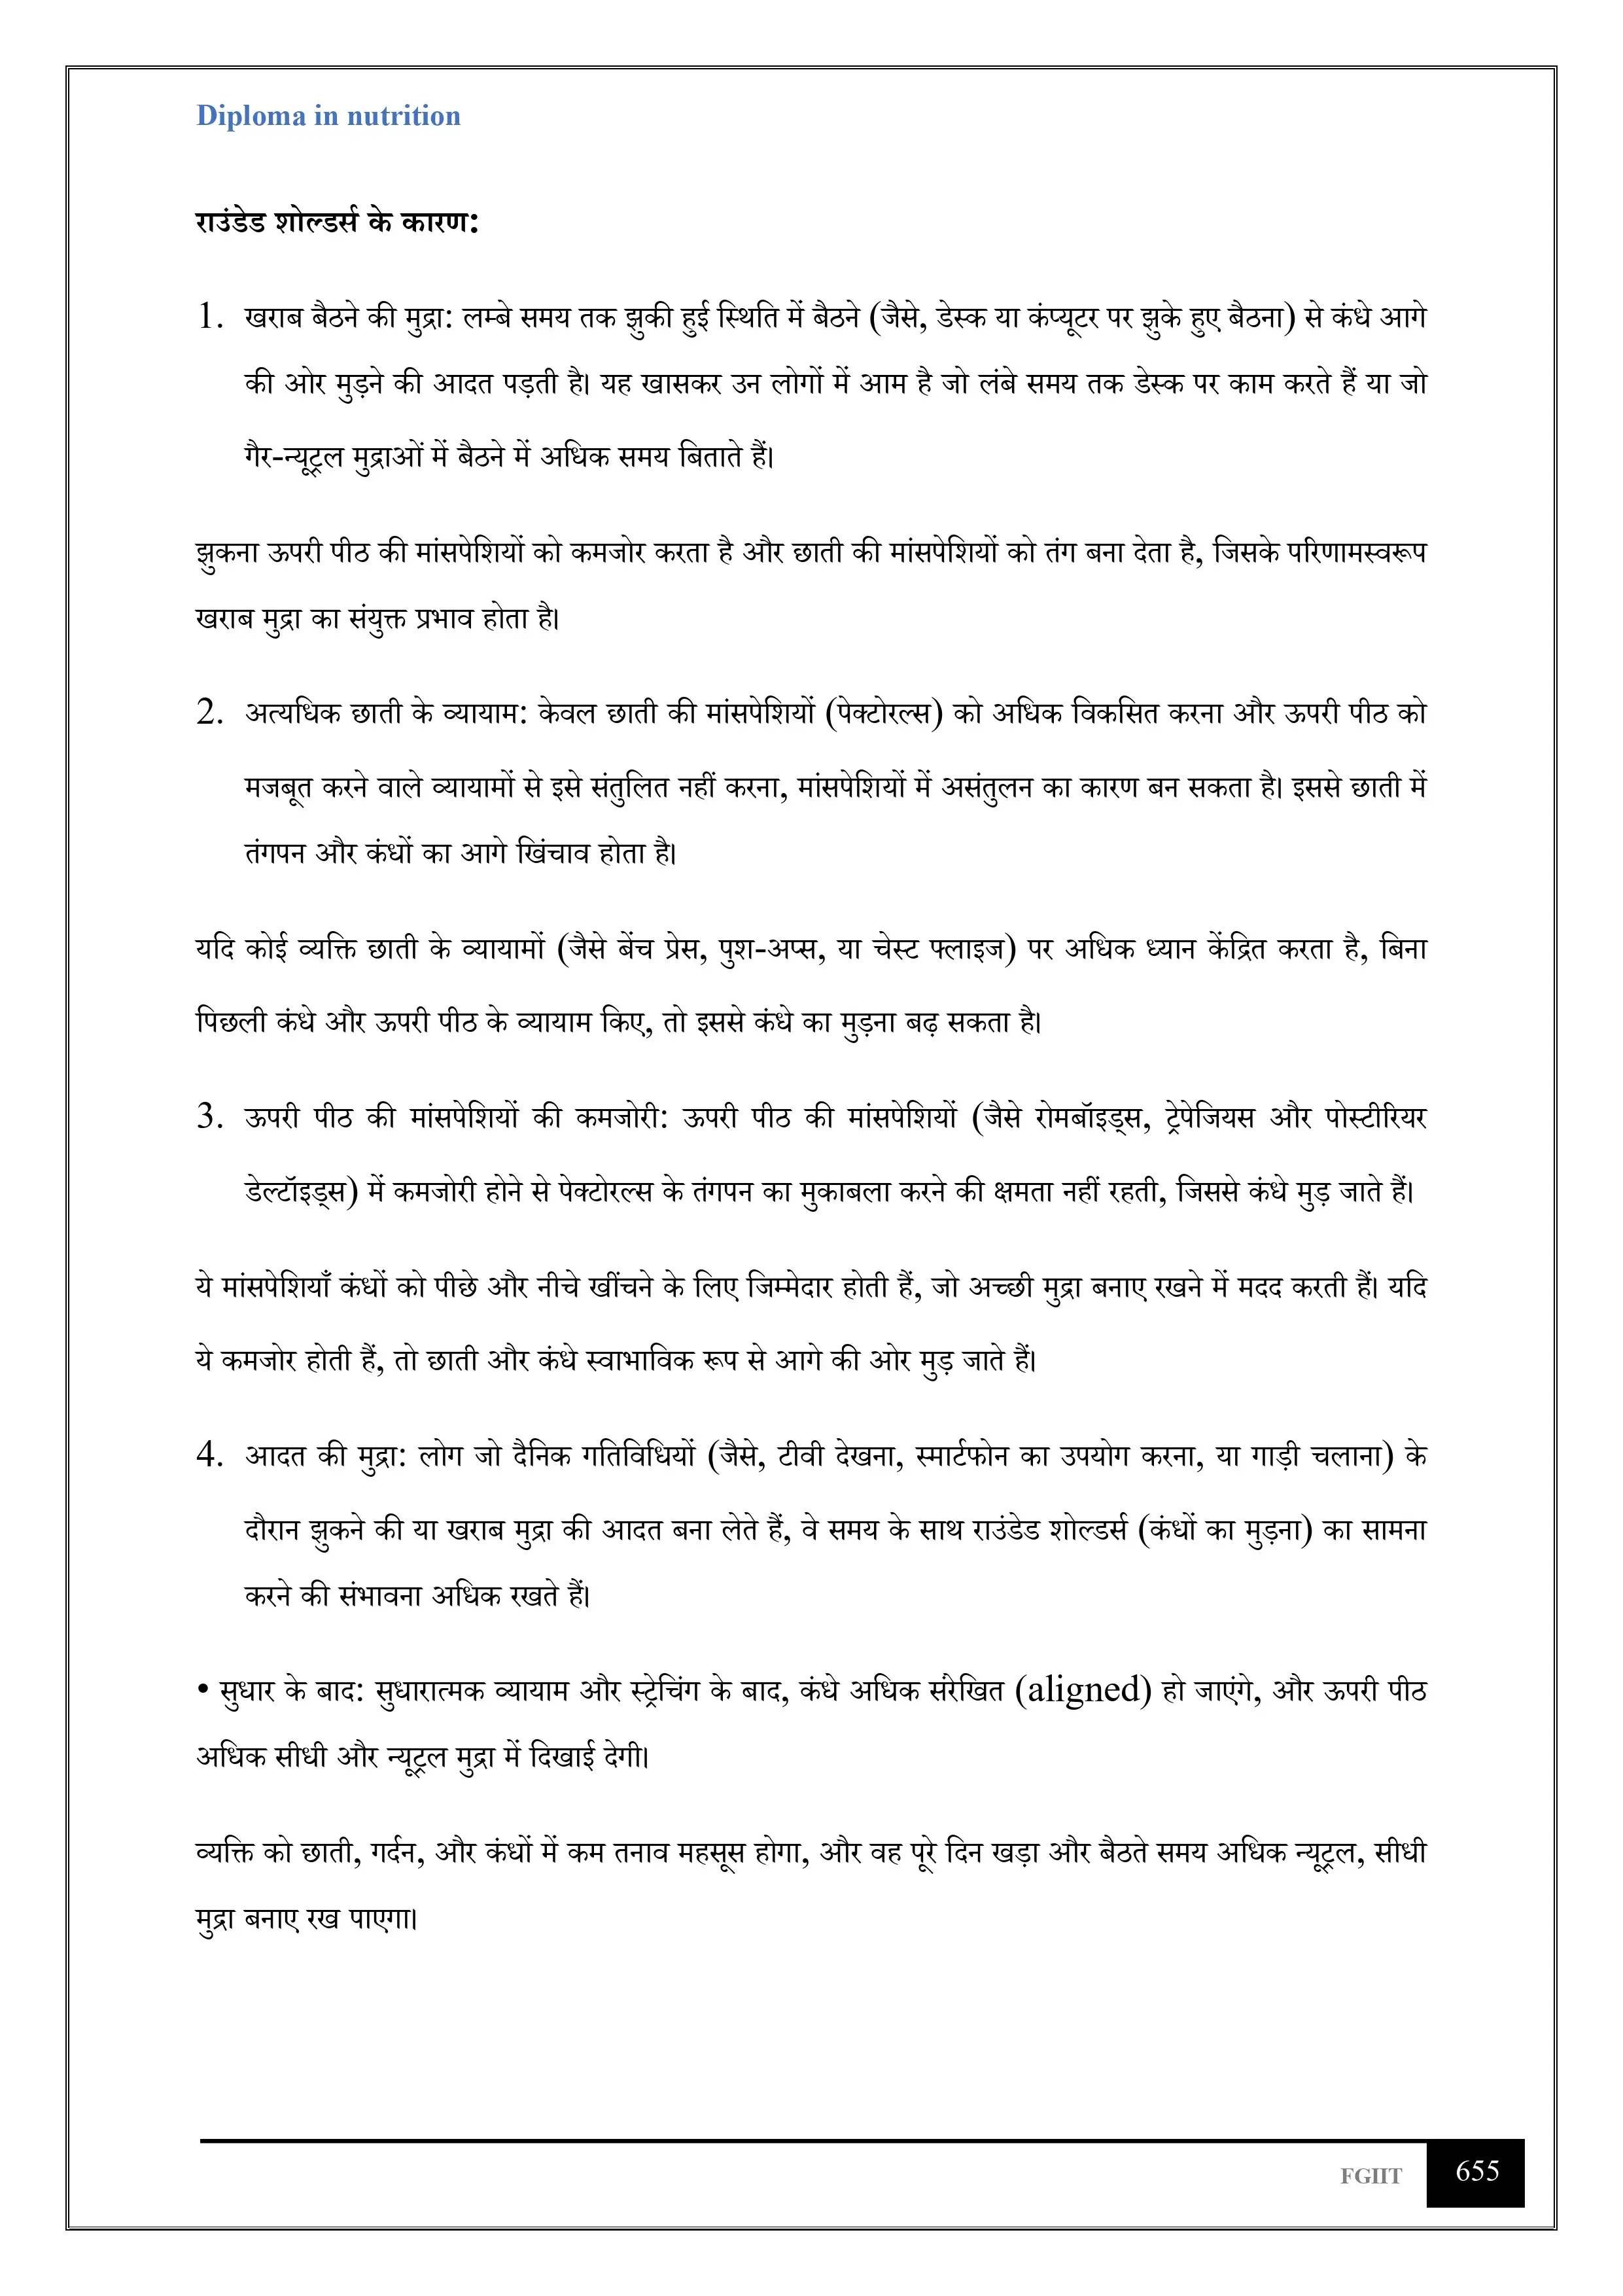 Diploma in nutrition
राउंडेड शोल्डर्स के कारण:
1. खराब बैठने की मुद्रा: लम्बे समय तक झुकी हुई स्थिति में बैठने (जैसे, डेस्क या कंप्यूटर पर झुके हुए बैठना) से कंधे आगे
की ओर मुड़ने की आदत पड़ती है। यह खासकर उन लोगों में आम है जो लंबे समय तक डेस्क पर काम करते हैं या जो
गैर-न्यूट्रल मुद्राओं में बैठने में अधिक समय बिताते हैं।
झुकना ऊपरी पीठ की मांसपेशियों को कमजोर करता है और छाती की मांसपेशियों को तंग बना देता है, जिसके परिणामस्वरूप
खराब मुद्रा का संयुक्त प्रभाव होता है।
2. अत्यधिक छाती के व्यायाम: केवल छाती की मांसपेशियों (पेक्टोरल्स) को अधिक विकसित करना और ऊपरी पीठ को
मजबूत करने वाले व्यायामों से इसे संतुलित नहीं करना, मांसपेशियों में असंतुलन का कारण बन सकता है। इससे छाती में
तंगपन और कंधों का आगे खिंचाव होता है।
यदि कोई व्यक्ति छाती के व्यायामों (जैसे बेंच प्रेस, पुश-अप्स, या चेस्ट फ्लाइज) पर अधिक ध्यान केंद्रित करता है, बिना
पिछली कंधे और ऊपरी पीठ के व्यायाम किए, तो इससे कंधे का मुड़ना बढ़ सकता है।
3. ऊपरी पीठ की मांसपेशियों की कमजोरी: ऊपरी पीठ की मांसपेशियों (जैसे रोमबॉइड्स, ट्रेपेजियस और पोस्टीरियर
डेल्टॉइड्स) में कमजोरी होने से पेक्टोरल्स के तंगपन का मुकाबला करने की क्षमता नहीं रहती, जिससे कंधे मुड़ जाते हैं।
ये मांसपेशियाँ कंधों को पीछे और नीचे खींचने के लिए जिम्मेदार होती हैं, जो अच्छी मुद्रा बनाए रखने में मदद करती हैं। यदि
ये कमजोर होती हैं, तो छाती और कंधे स्वाभाविक रूप से आगे की ओर मुड़ जाते हैं।
4. आदत की मुद्रा: लोग जो दैनिक गतिविधियों (जैसे, टीवी देखना, स्मार्टफोन का उपयोग करना, या गाड़ी चलाना) के
दौरान झुकने की या खराब मुद्रा की आदत बना लेते हैं, वे समय के साथ राउंडेड शोल्डर्स (कंधों का मुड़ना) का सामना
करने की संभावना अधिक रखते हैं।
• सुधार के बाद: सुधारात्मक व्यायाम और स्ट्रेचिंग के बाद, कंधे अधिक संरेखित (aligned) हो जाएंगे, और ऊपरी पीठ
अधिक सीधी और न्यूट्रल मुद्रा में दिखाई देगी।
व्यक्ति को छाती, गर्दन, और कंधों में कम तनाव महसूस होगा, और वह पूरे दिन खड़ा और बैठते समय अधिक न्यूट्रल, सीधी
मुद्रा बनाए रख पाएगा।
FGIIT 655